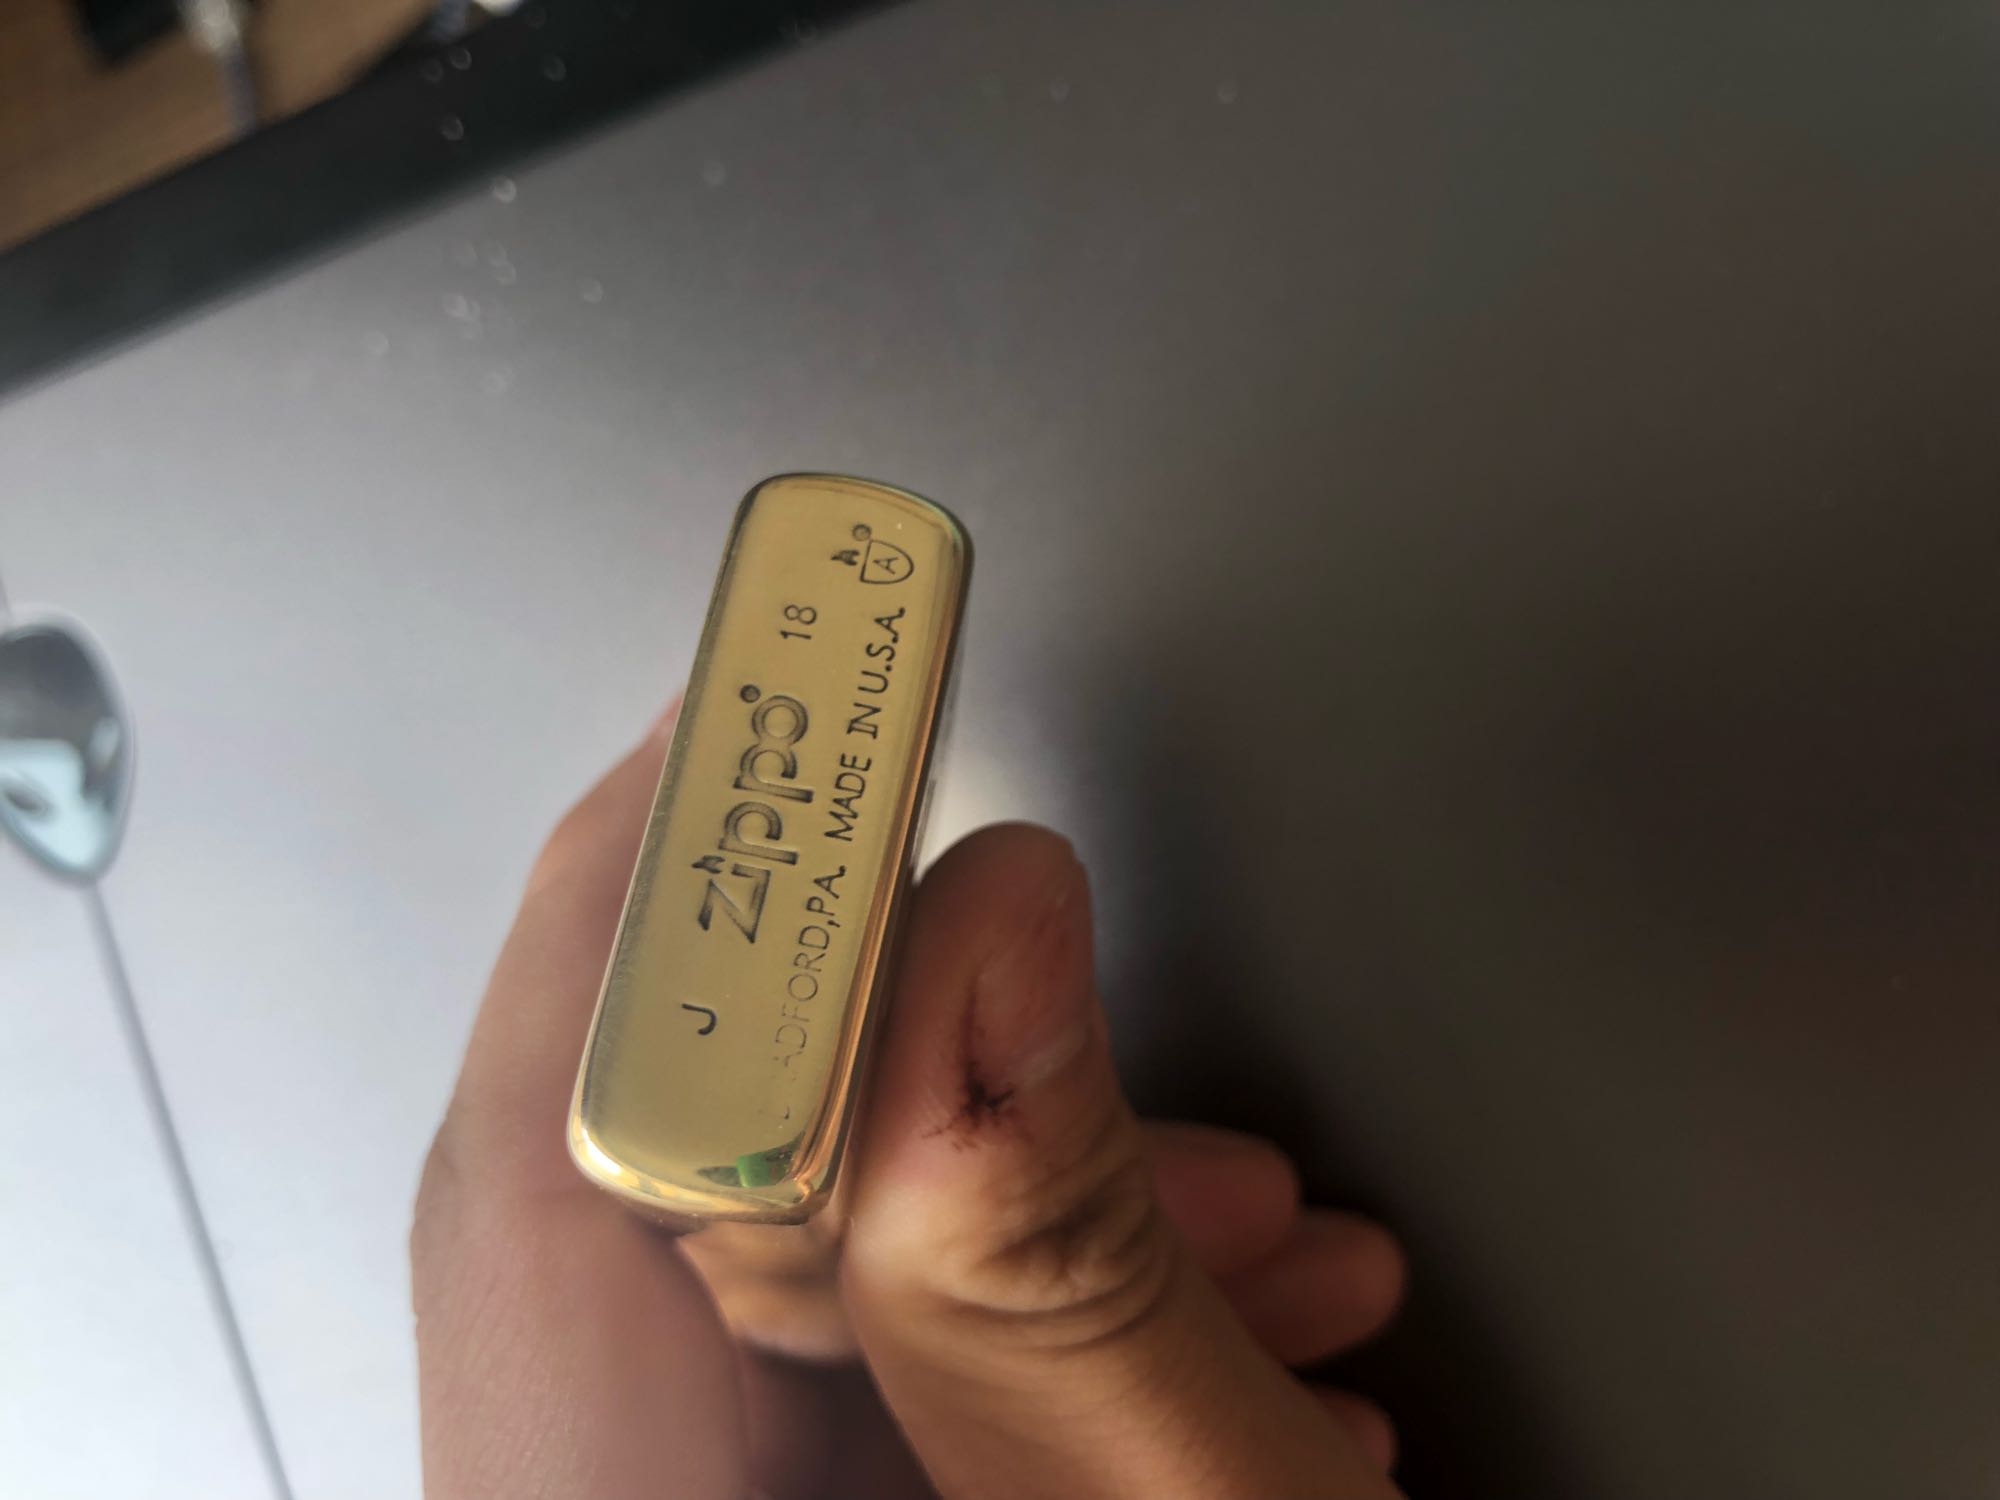 J Zippo® 18
ADFORD,PA. MADE IN U.S.A. A